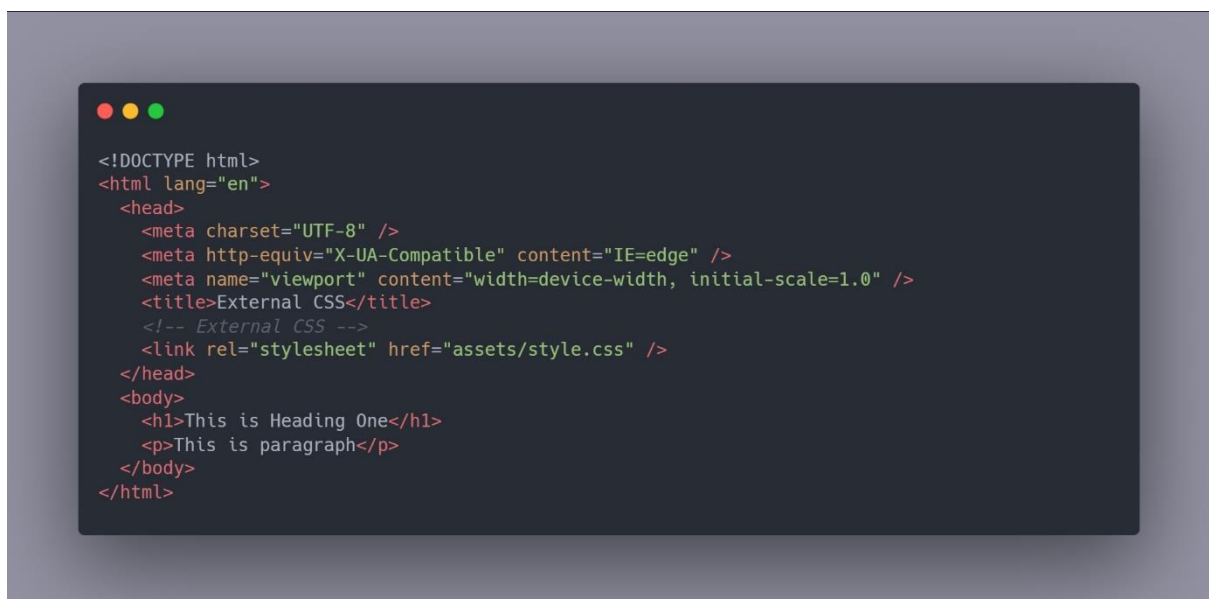 <!DOCTYPE html>
<html lang="en">
  <head>
    <meta charset="UTF-8" />
    <meta http-equiv="X-UA-Compatible" content="IE=edge" />
    <meta name="viewport" content="width=device-width, initial-scale=1.0" />
    <title>External CSS</title>
    <!-- External CSS -->
    <link rel="stylesheet" href="assets/style.css" />
  </head>
  <body>
    <h1>This is Heading One</h1>
    <p>This is paragraph</p>
  </body>
</html>